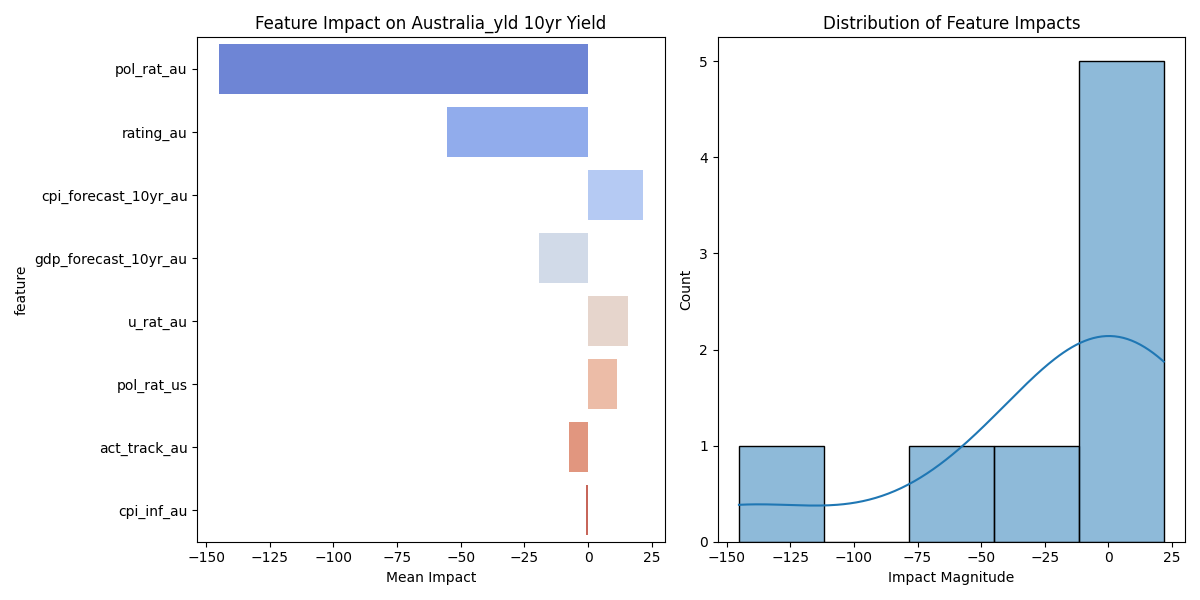 Feature Impact on Australia_yld 10yr Yield
feature
pol_rat_au
rating_au
cpi_forecast_10yr_au
gdp_forecast_10yr_au
u_rat_au
pol_rat_us
act_track_au
cpi_inf_au
−150 −125 −100 −75 −50 −25 0 25
Mean Impact
Distribution of Feature Impacts
Count
5
4
3
2
1
0
−150 −125 −100 −75 −50 −25 0 25
Impact Magnitude